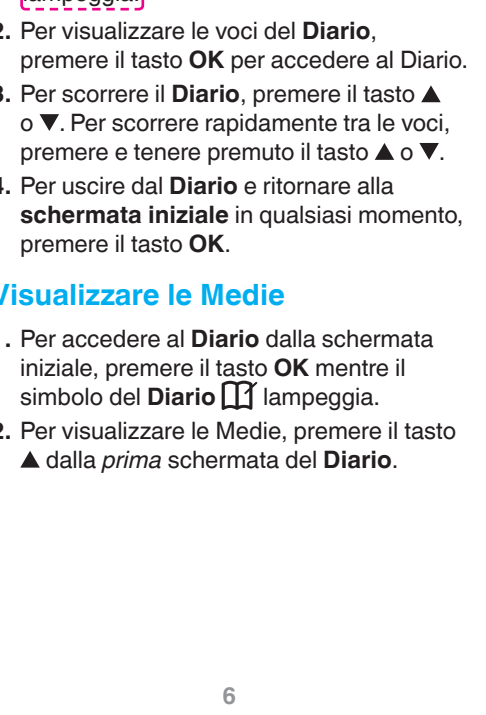 lampeggia.
2. Per visualizzare le voci del Diario,
premere il tasto OK per accedere al Diario.
3. Per scorrere il Diario, premere il tasto ▲
o ▼. Per scorrere rapidamente tra le voci,
premere e tenere premuto il tasto ▲ o ▼.
4. Per uscire dal Diario e ritornare alla
schermata iniziale in qualsiasi momento,
premere il tasto OK.
Visualizzare le Medie
. Per accedere al Diario dalla schermata
iniziale, premere il tasto OK mentre il
simbolo del Diario lampeggia.
2. Per visualizzare le Medie, premere il tasto
▲ dalla prima schermata del Diario.
6